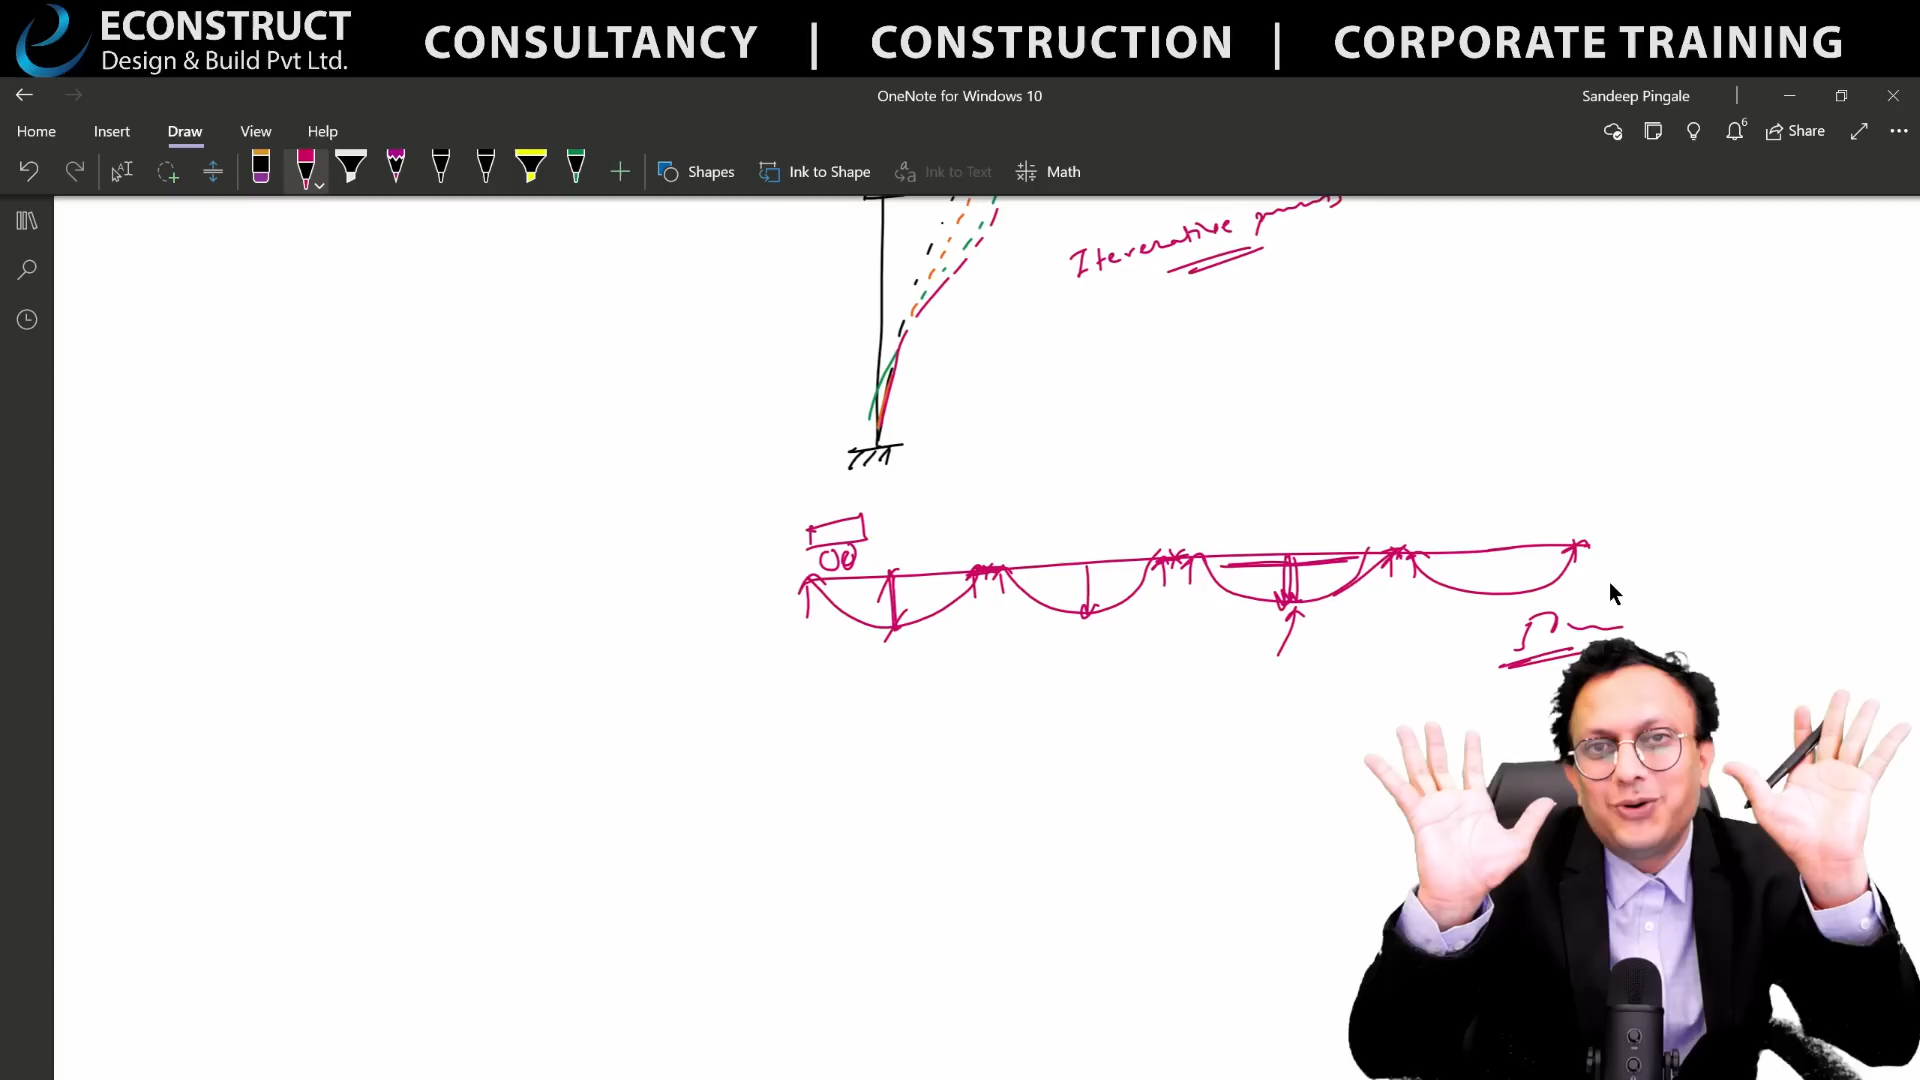 ECONSTRUCT
Design & Build Pvt Ltd.
CONSULTANCY | CONSTRUCTION | CORPORATE TRAINING
OneNote for Windows 10
Sandeep Pingale
Home Insert Draw View Help
6
Share
Shapes
Ink to Shape
Ink to Text
Math
Itererative